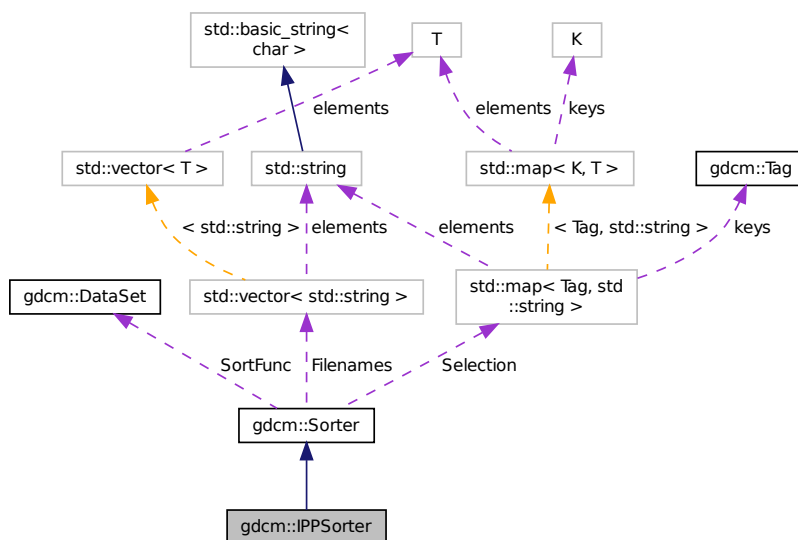 std::basic_string<
char >
T
K
elements
elements
keys
std::vector< T >
std::string
std::map< K, T >
gdcm::Tag
< std::string >
elements
elements
< Tag, std::string >
keys
gdcm::DataSet
std::vector< std::string >
std::map< Tag, std
::string >
SortFunc
Filenames
Selection
gdcm::Sorter
gdcm::IPPSorter